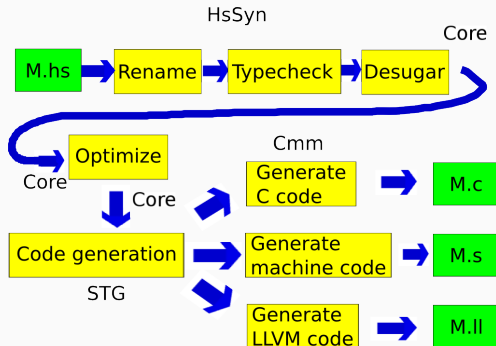 HsSyn
Core
M.hs
Rename
Typecheck
Desugar
Optimize
Core
Core
Cmm
Generate
C code
M.c
Code generation
STG
Generate
machine code
M.s
Generate
LLVM code
M.ll